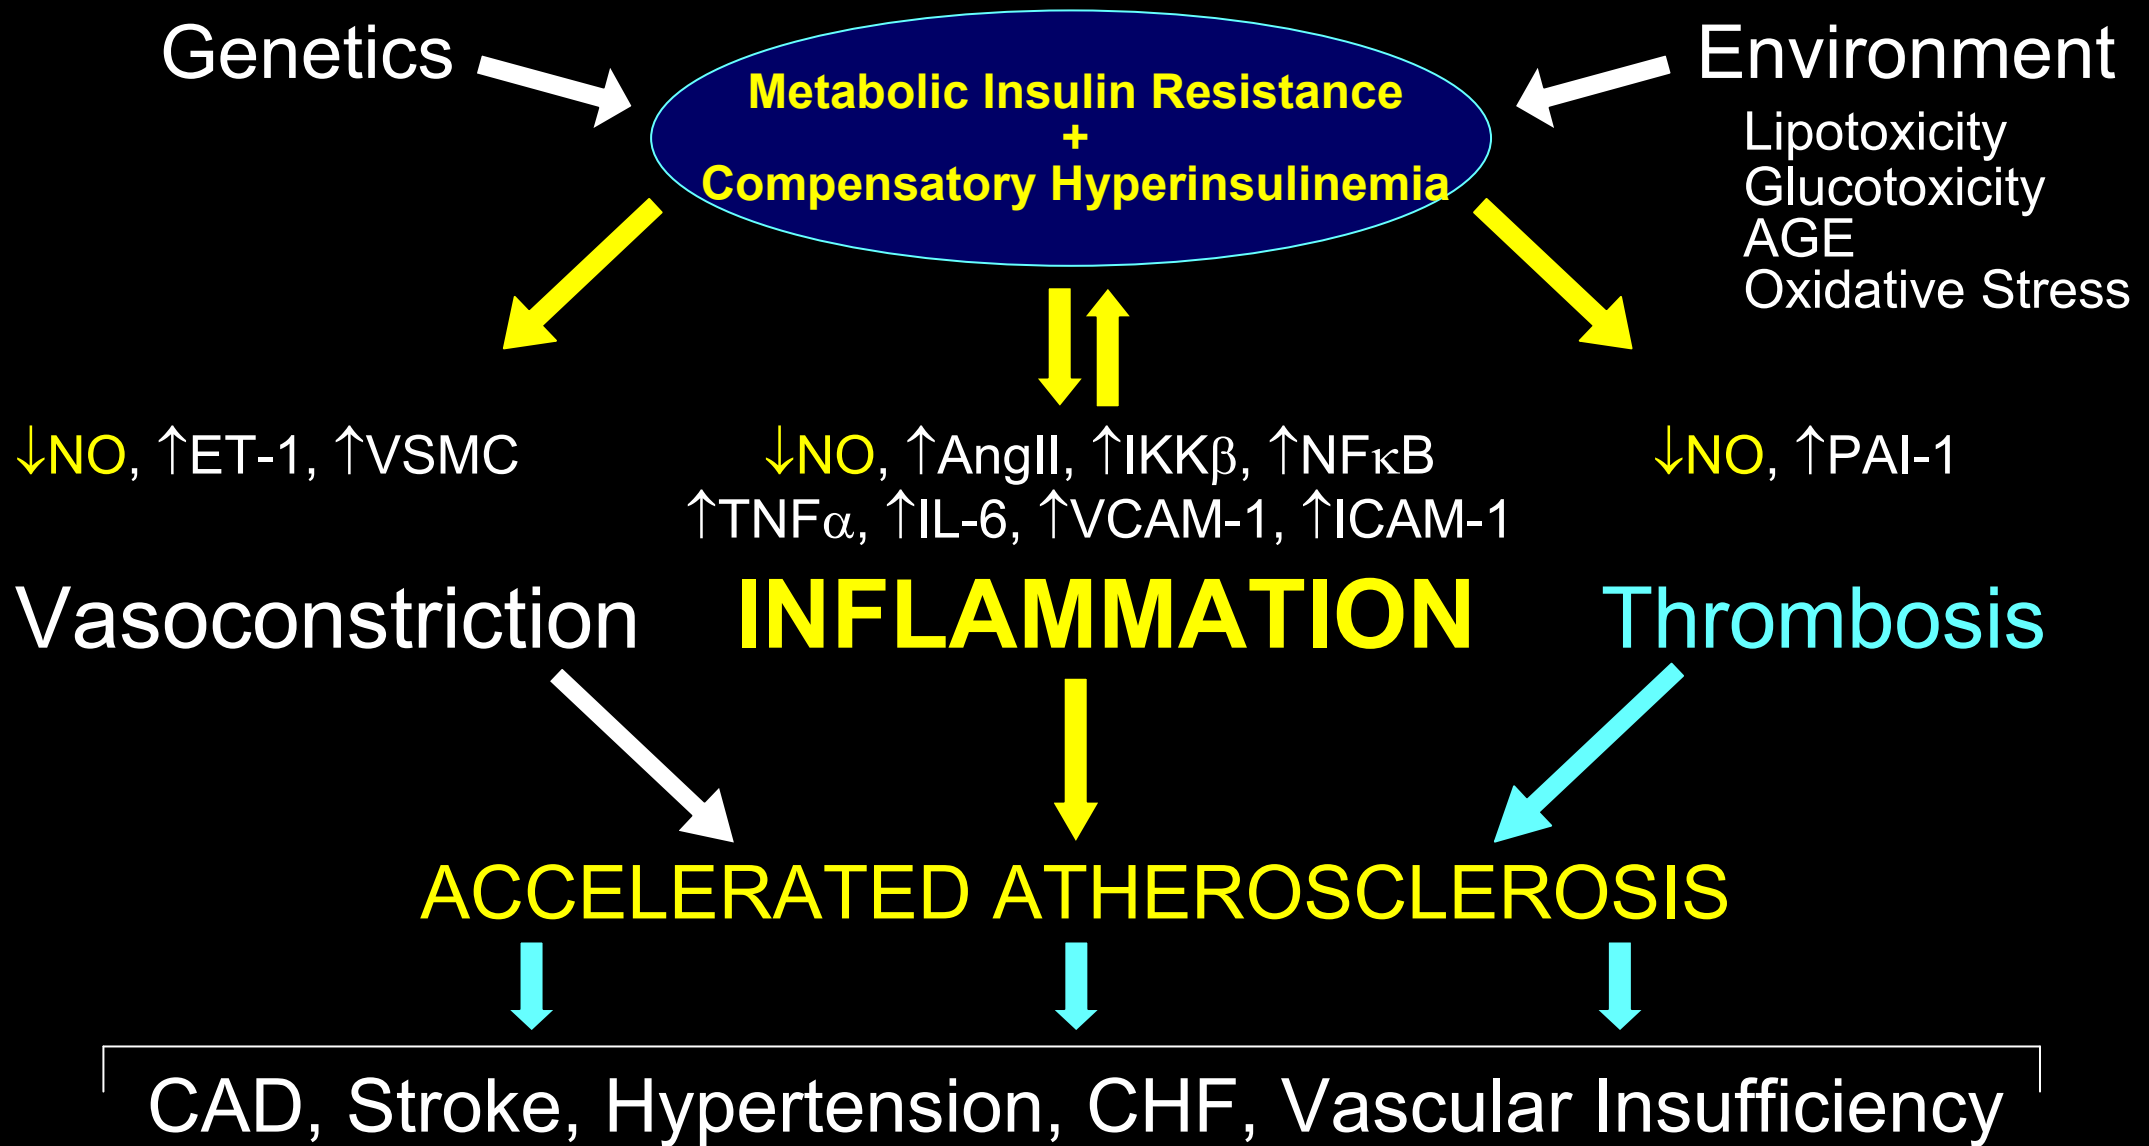 Genetics
Environment
Metabolic Insulin Resistance
+
Compensatory Hyperinsulinemia
Lipotoxicity
Glucotoxicity
AGE
Oxidative Stress
↓NO, ↑ET-1, ↑VSMC
↓NO, ↑AngII, ↑IKKβ, ↑NFκB
↑TNFα, ↑IL-6, ↑VCAM-1, ↑ICAM-1
↓NO, ↑PAI-1
Vasoconstriction
INFLAMMATION
Thrombosis
ACCELERATED ATHEROSCLEROSIS
CAD, Stroke, Hypertension, CHF, Vascular Insufficiency